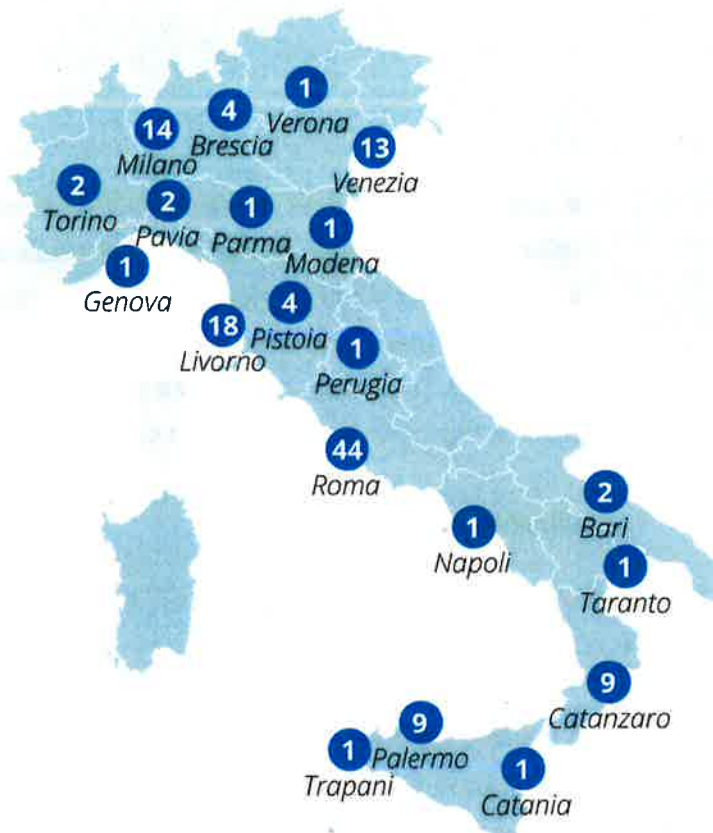 1
Verona
4
Brescia
14
Milano
13
Venezia
2
Torino
2
Pavia
1
Parma
1
Modena
1
Genova
4
Pistoia
18
Livorno
1
Perugia
44
Roma
2
Bari
1
Napoli
1
Taranto
9
Catanzaro
9
Palermo
1
Trapani
1
Catania